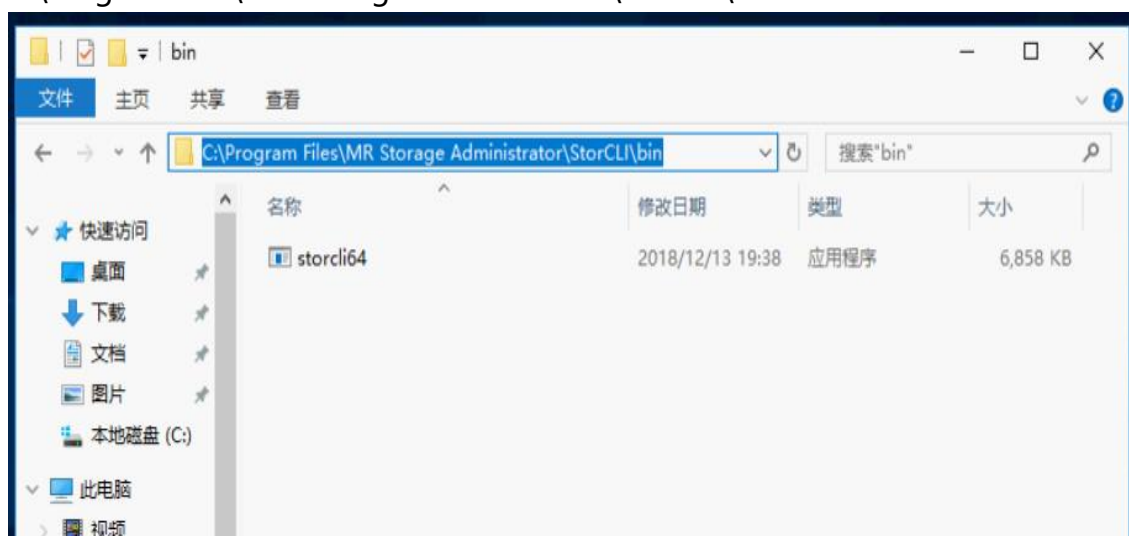 bin
文件 主页 共享 查看
C:\Program Files\MR Storage Administrator\StorCLI\bin 搜索"bin"
名称 修改日期 类型 大小
快速访问
storcli64 2018/12/13 19:38 应用程序 6,858 KB
桌面
下载
文档
图片
本地磁盘 (C:)
此电脑
视频